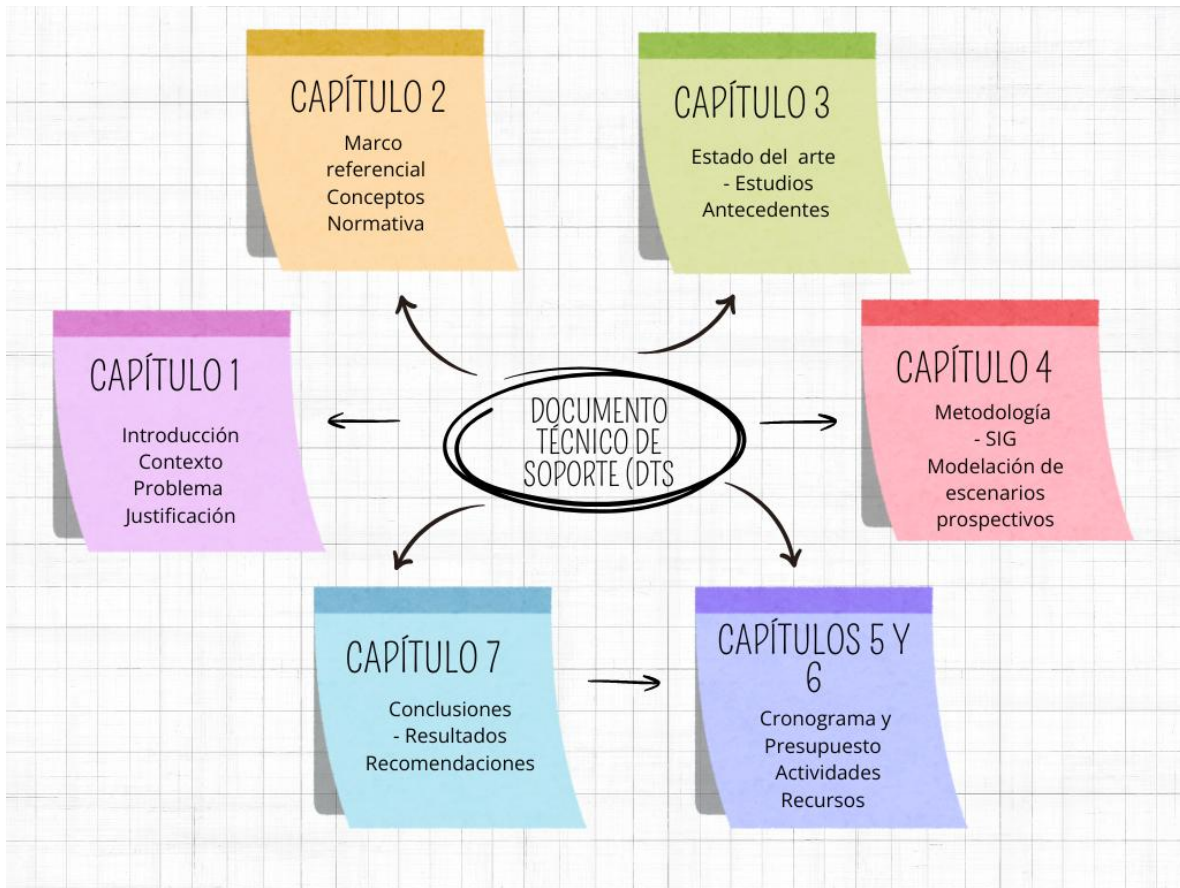 CAPÍTULO 2
Marco
referencial
Conceptos
Normativa
CAPÍTULO 3
Estado del arte
- Estudios
Antecedentes
CAPÍTULO 1
Introducción
Contexto
Problema
Justificación
DOCUMENTO
TÉCNICO DE
SOPORTE (DTS
CAPÍTULO 4
Metodología
- SIG
Modelación de
escenarios
prospectivos
CAPÍTULO 7
Conclusiones
- Resultados
Recomendaciones
CAPÍTULOS 5 Y
6
Cronograma y
Presupuesto
Actividades
Recursos